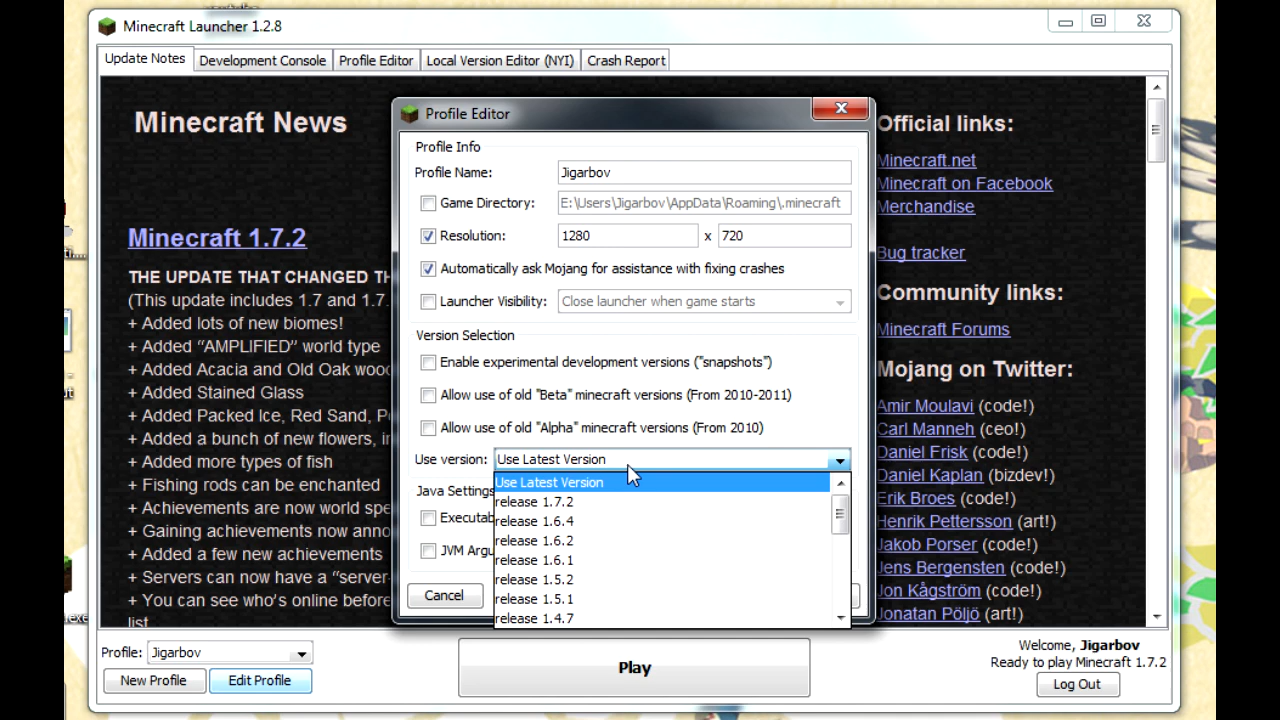 Minecraft Launcher 1.2.8
Update Notes Development Console Profile Editor Local Version Editor (NYI) Crash Report
Minecraft News
Minecraft 1.7.2
THE UPDATE THAT CHANGED
(This update includes 1.7 and 1.7.
+ Added lots of new biomes!
+ Added “AMPLIFIED” world type
+ Added Acacia and Old Oak
+ Added Stained Glass
+ Added Packed Ice, Red Sand,
+ Added a bunch of new flowers,
+ Added more types of fish
+ Fishing rods can be enchanted
+ Achievements are now world
+ Gaining achievements now
+ Added a few new achievements
+ Servers can now have a “server-
+ You can see who's online before
list
Profile Editor
Profile Info
Profile Name: Jigarbov
Game Directory: E:\Users\Jigarbov\AppData\Roaming\.minecraft
Resolution: 1280 x 720
Automatically ask Mojang for assistance with fixing crashes
Launcher Visibility: Close launcher when game starts
Version Selection
Enable experimental development versions ("snapshots")
Allow use of old "Beta" minecraft versions (From 2010-2011)
Allow use of old "Alpha" minecraft versions (From 2010)
Use version: Use Latest Version
Use Latest Version
release 1.7.2
release 1.6.4
release 1.6.2
release 1.6.1
release 1.5.2
release 1.5.1
release 1.4.7
Java Settings
Executab
JVM Argu
Cancel
Official links:
Minecraft.net
Minecraft on Facebook
Merchandise
Bug tracker
Community links:
Minecraft Forums
Mojang on Twitter:
Amir Moulavi (code!)
Carl Manneh (ceo!)
Daniel Frisk (code!)
Daniel Kaplan (bizdev!)
Erik Broes (code!)
Henrik Pettersson (art!)
Jakob Porser (code!)
Jens Bergensten (code!)
Jon Kågström (code!)
Jonatan Pöljö (art!)
Profile: Jigarbov
New Profile Edit Profile
Play
Welcome, Jigarbov
Ready to play Minecraft 1.7.2
Log Out